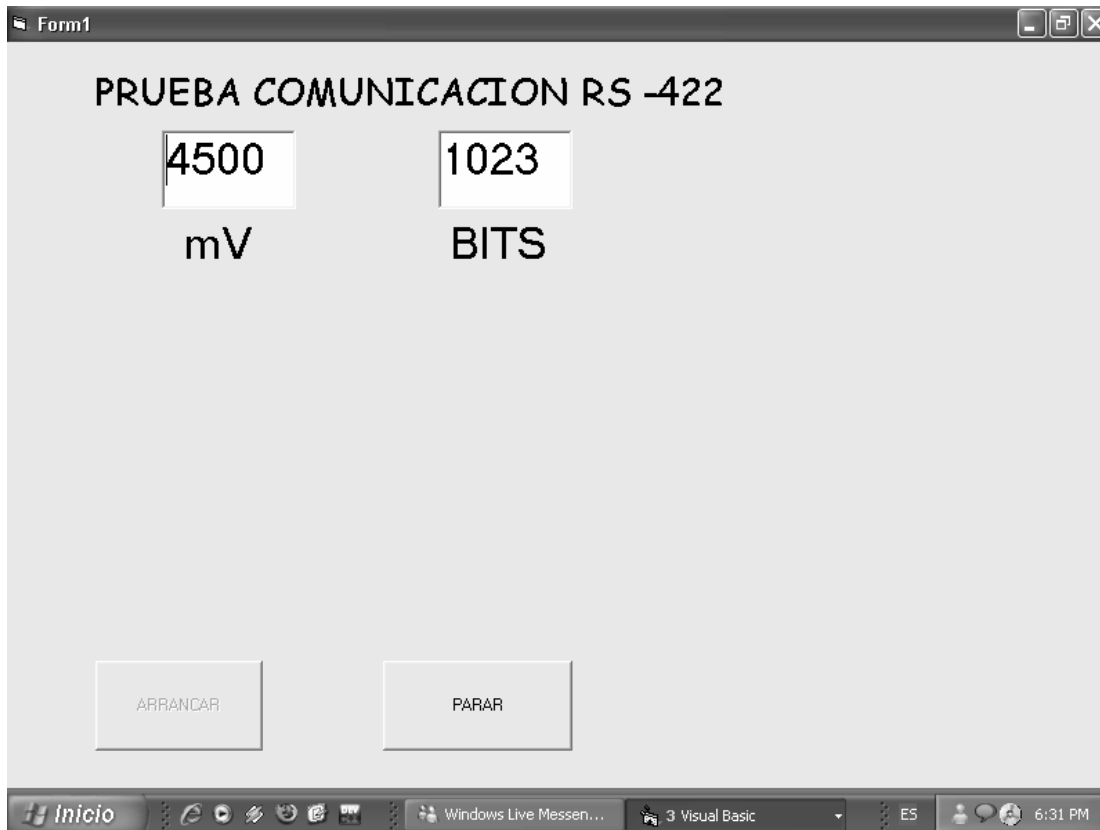 Form1
PRUEBA COMUNICACION RS -422
4500 1023
mV BITS
ARRANCAR PARAR
Inicio Windows Live Messen... 3 Visual Basic ES 6:31 PM